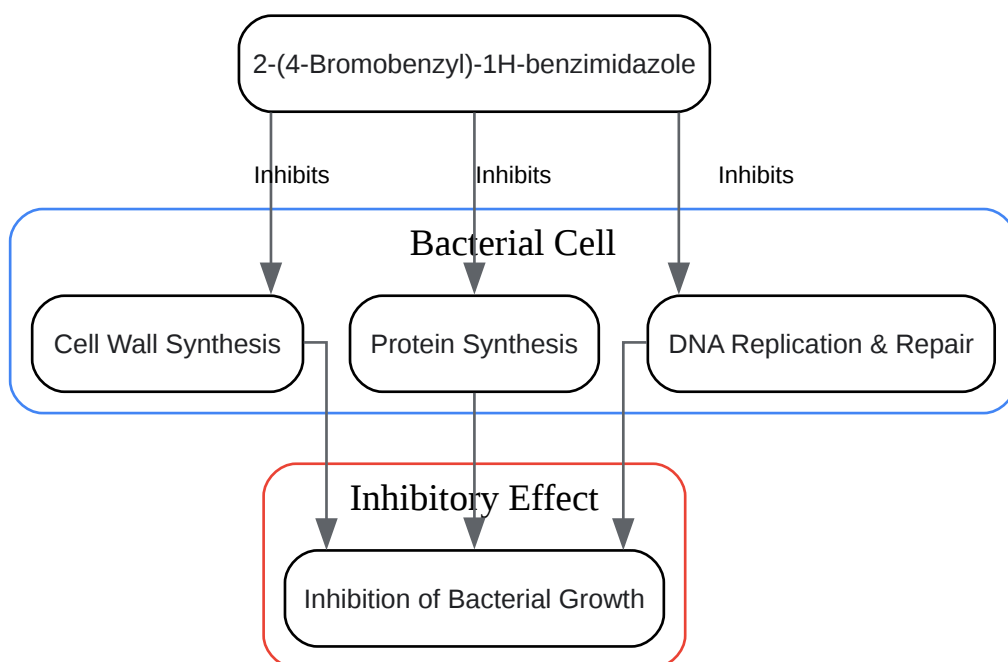 2-(4-Bromobenzyl)-1H-benzimidazole
Inhibits
Inhibits
Inhibits
Bacterial Cell
Cell Wall Synthesis
Protein Synthesis
DNA Replication & Repair
Inhibitory Effect
Inhibition of Bacterial Growth